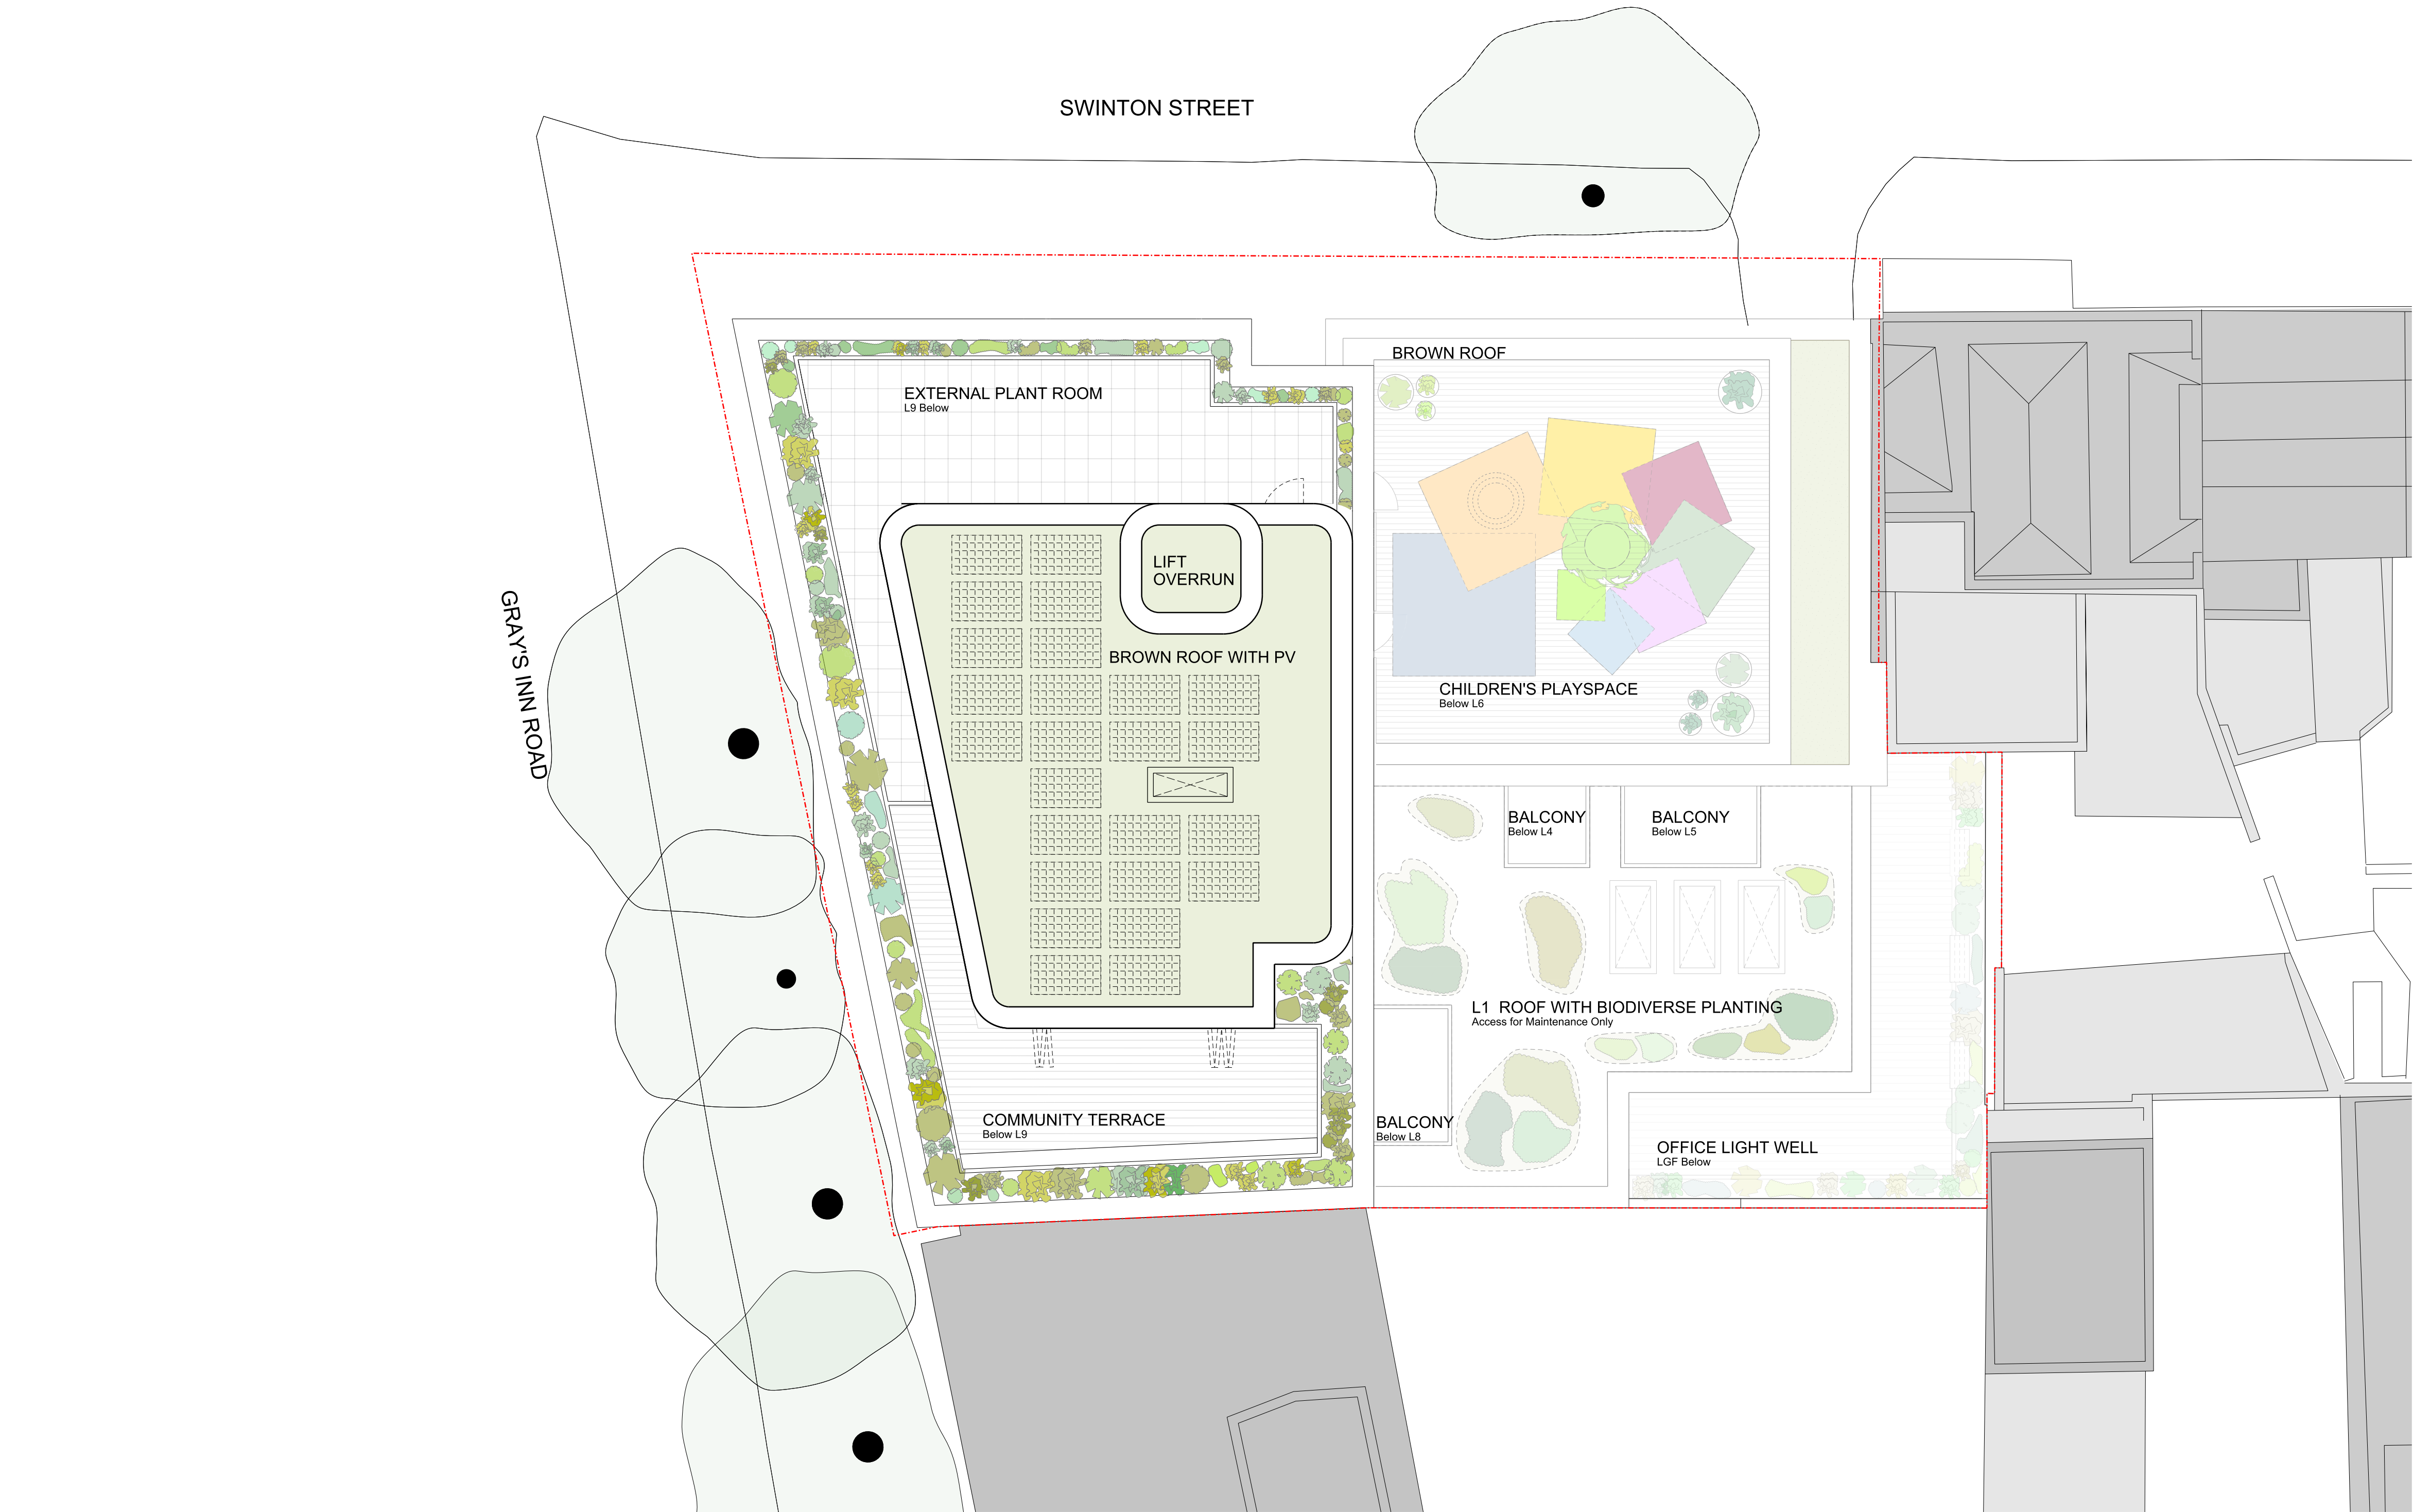 SWINTON STREET
BROWN ROOF
EXTERNAL PLANT ROOM
L9 Below
LIFT
OVERRUN
GRAY'S INN ROAD
BROWN ROOF WITH PV
CHILDREN'S PLAYSPACE
Below L6
BALCONY
Below L4
BALCONY
Below L5
L1 ROOF WITH BIODIVERSE PLANTING
Access for Maintenance Only
COMMUNITY TERRACE
Below L9
BALCONY
Below L8
OFFICE LIGHT WELL
LGF Below